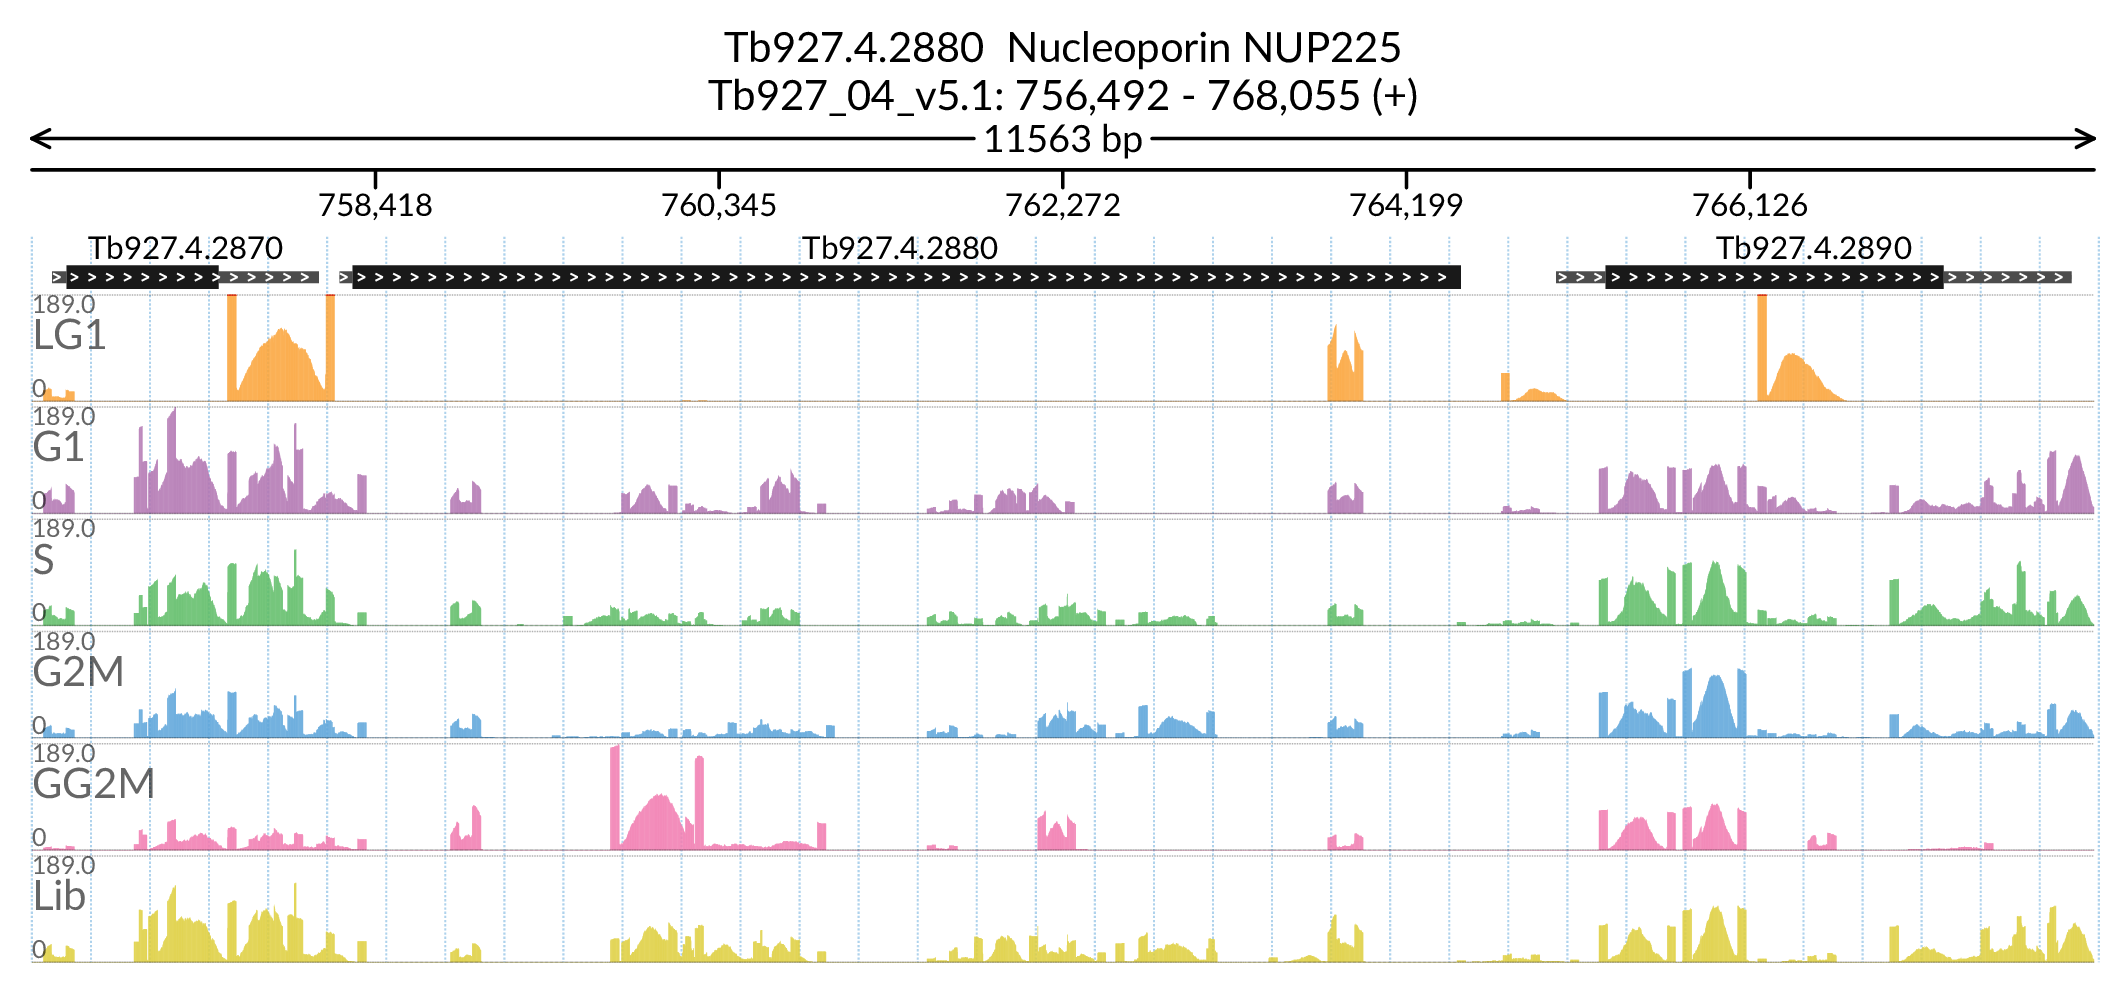 Tb927.4.2880  Nucleoporin NUP225
Tb927_04_v5.1: 756,492 - 768,055 (+)
11563 bp
758,418 760,345 762,272 764,199 766,126
Tb927.4.2870 Tb927.4.2880 Tb927.4.2890
189.0
LG1
0
189.0
G1
0
189.0
S
0
189.0
G2M
0
189.0
GG2M
0
189.0
Lib
0